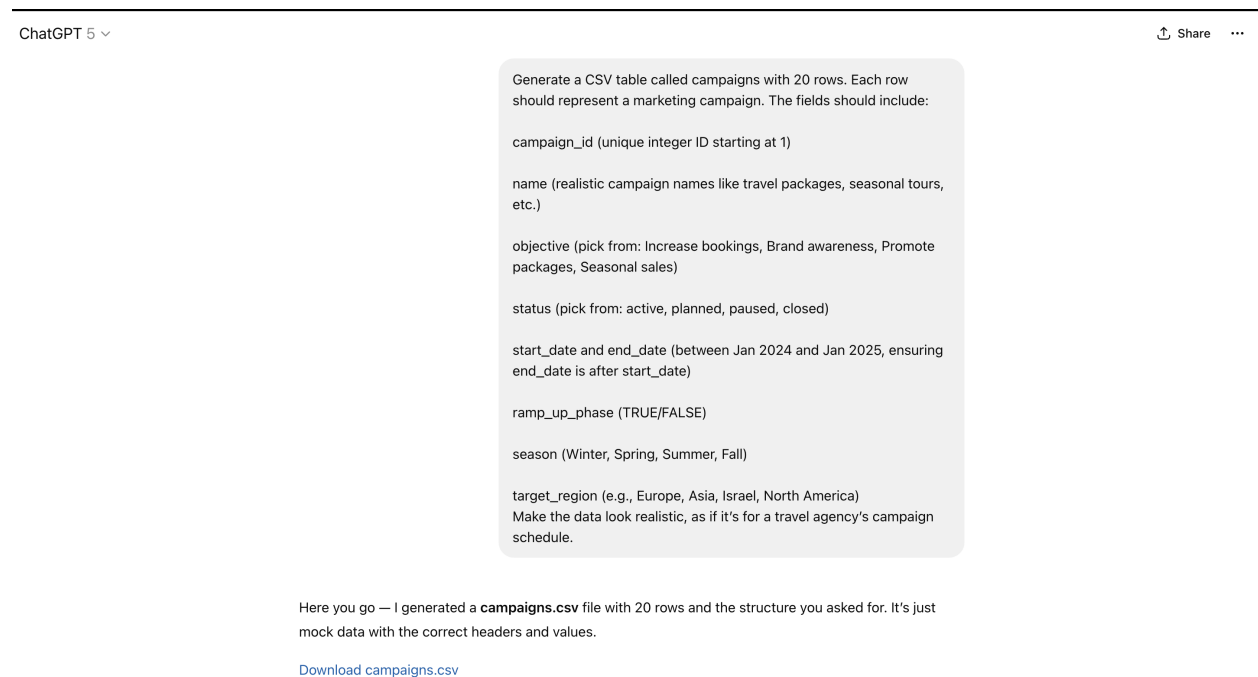 ChatGPT 5
Share
Generate a CSV table called campaigns with 20 rows. Each row
should represent a marketing campaign. The fields should include:
campaign_id (unique integer ID starting at 1)
name (realistic campaign names like travel packages, seasonal tours,
etc.)
objective (pick from: Increase bookings, Brand awareness, Promote
packages, Seasonal sales)
status (pick from: active, planned, paused, closed)
start_date and end_date (between Jan 2024 and Jan 2025, ensuring
end_date is after start_date)
ramp_up_phase (TRUE/FALSE)
season (Winter, Spring, Summer, Fall)
target_region (e.g., Europe, Asia, Israel, North America)
Make the data look realistic, as if it’s for a travel agency’s campaign
schedule.
Here you go — I generated a campaigns.csv file with 20 rows and the structure you asked for. It’s just
mock data with the correct headers and values.
Download campaigns.csv